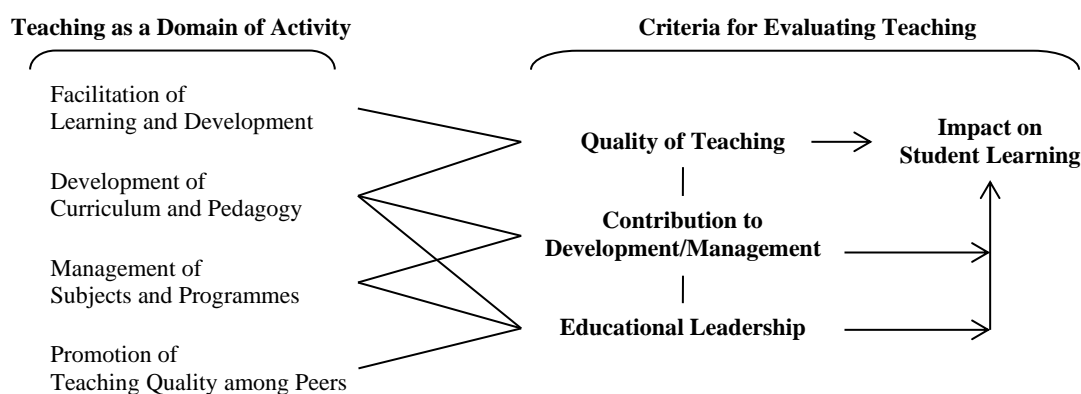 Teaching as a Domain of Activity
Facilitation of
Learning and Development
Development of
Curriculum and Pedagogy
Management of
Subjects and Programmes
Promotion of
Teaching Quality among Peers
Criteria for Evaluating Teaching
Quality of Teaching
Contribution to
Development/Management
Educational Leadership
Impact on
Student Learning